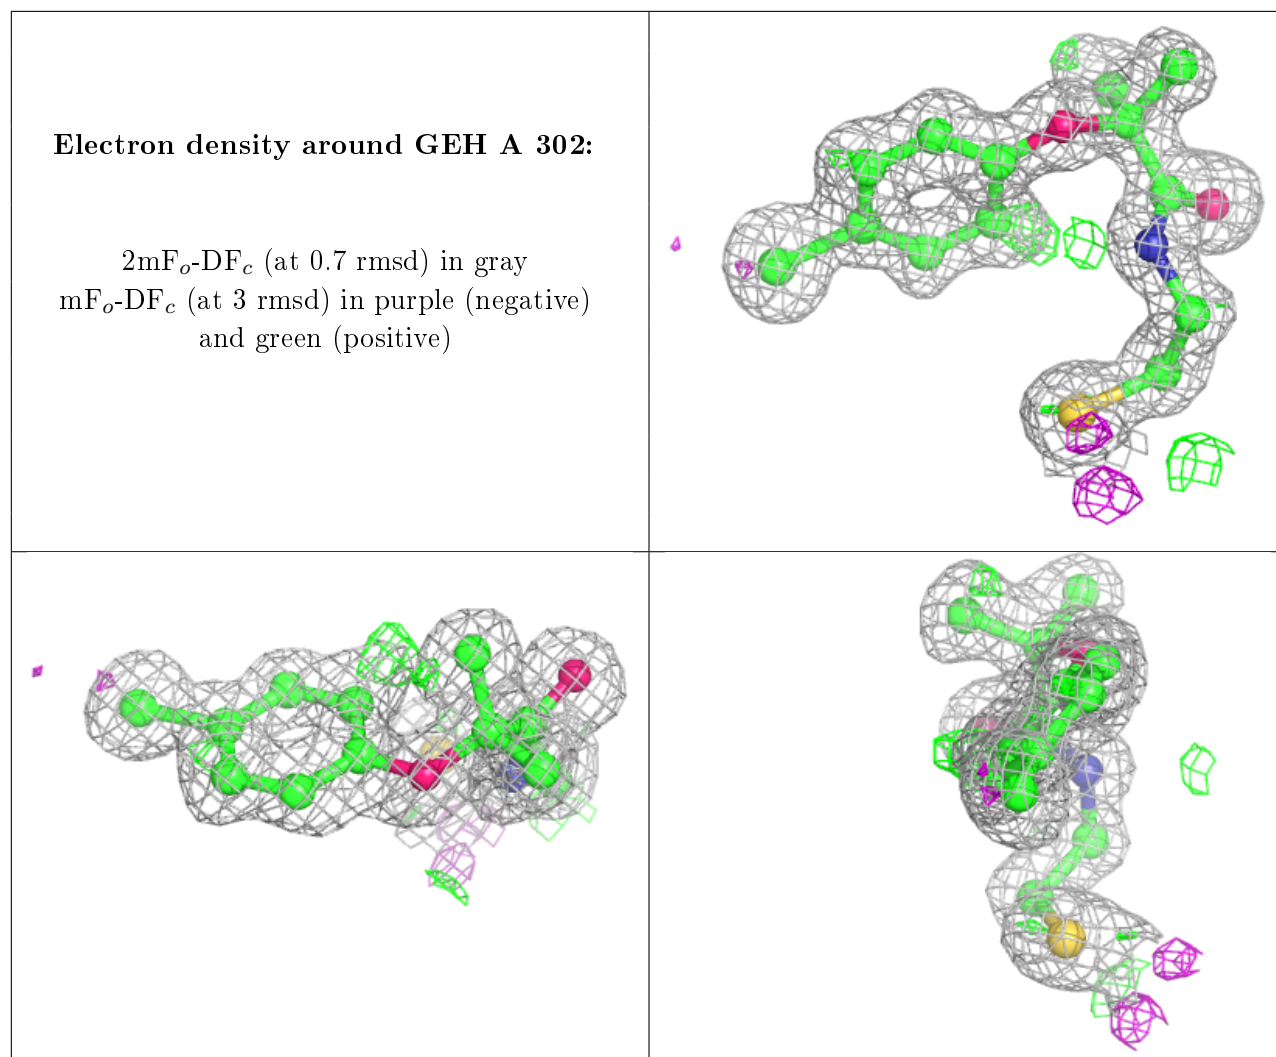 Electron density around GEH A 302:
2mFo-DFc (at 0.7 rmsd) in gray
mFo-DFc (at 3 rmsd) in purple (negative)
and green (positive)